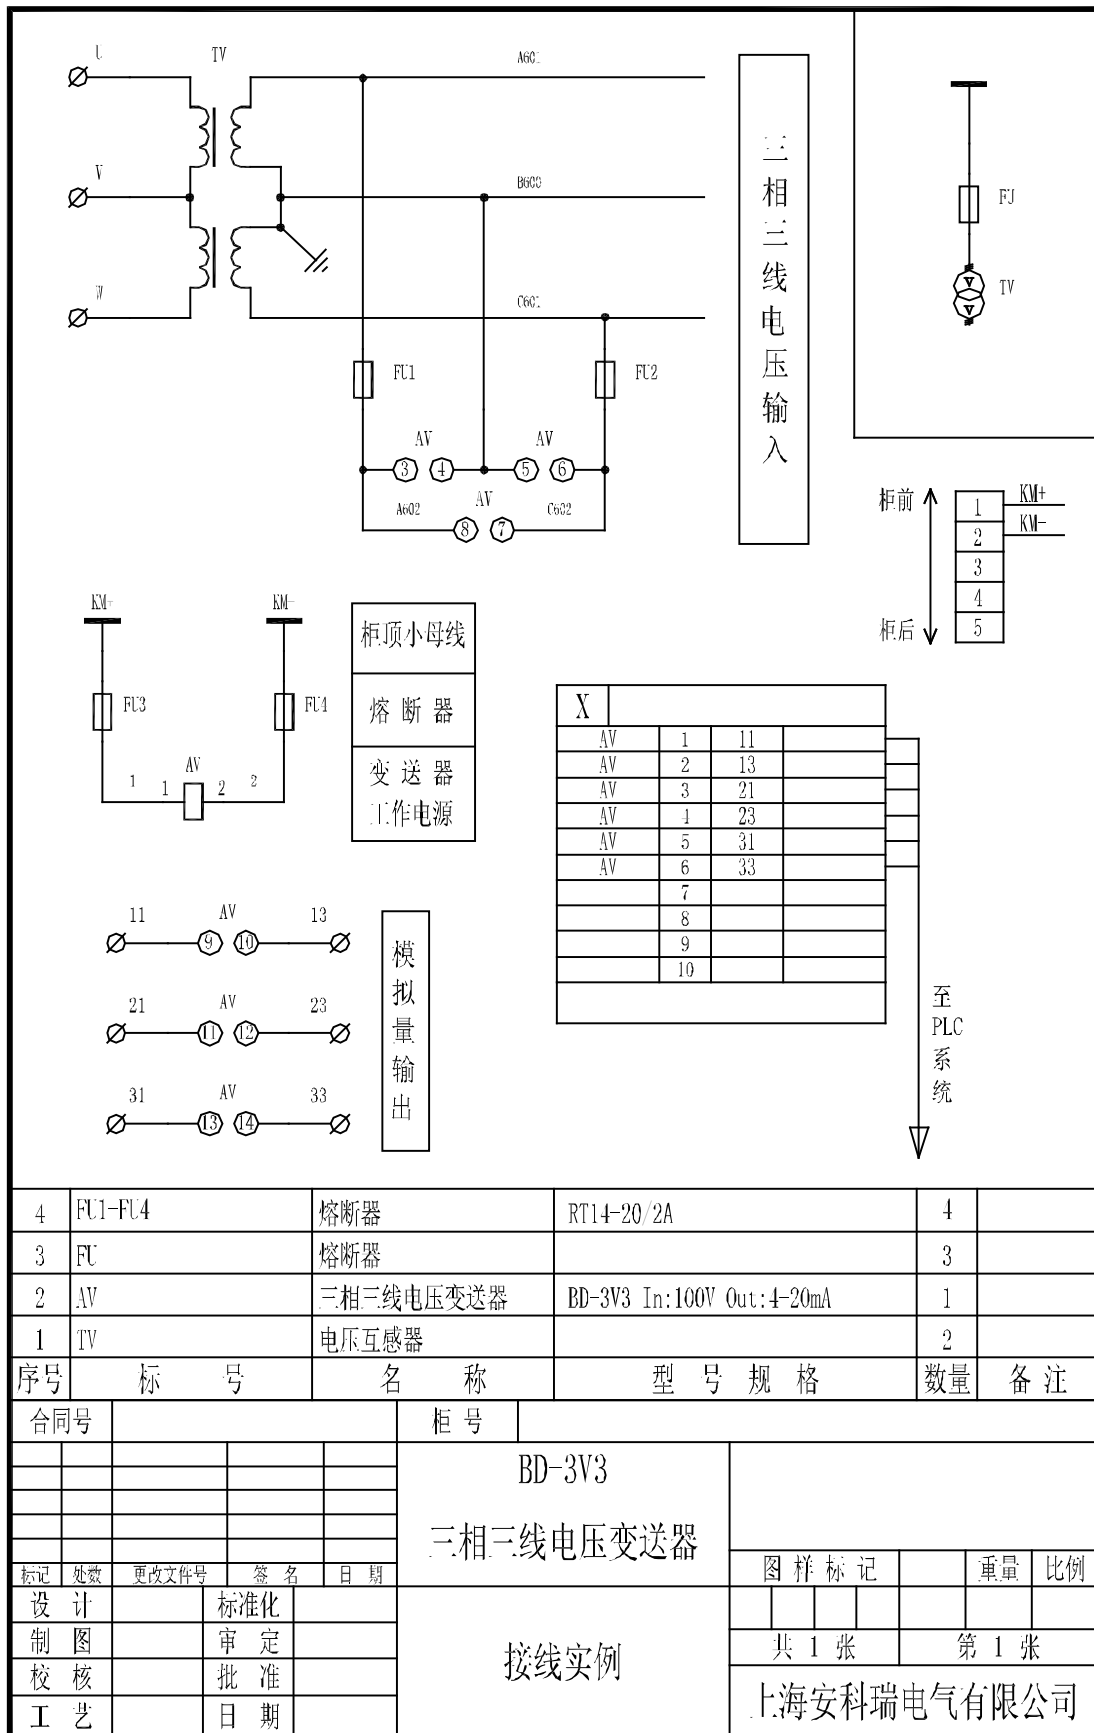 U
TV
A601
V
B600
W
C601
FU1
FU2
AV
AV
3 4 5 6
A602
AV
C602
8 7
三相三线电压输入
FU
TV
柜前
柜后
1 KM+
2 KM-
3
4
5
KM+
KM-
FU3
FU4
AV
1 1 2 2
柜顶小母线
熔断器
变送器
工作电源
X
AV 1 11
AV 2 13
AV 3 21
AV 4 23
AV 5 31
AV 6 33
7
8
9
10
至
PLC
系
统
11 AV 13
9 10
21 AV 23
11 12
31 AV 33
13 14
模拟量输出
4 FU1-FU4 熔断器 RT14-20/2A 4
3 FU 熔断器 3
2 AV 三相三线电压变送器 BD-3V3 In:100V Out:4-20mA 1
1 TV 电压互感器 2
序号 标 号 名 称 型 号 规 格 数量 备 注
合同号 柜 号
BD-3V3
三相三线电压变送器
标记 处数 更改文件号 签 名 日 期
图 样 标 记 重量 比例
设 计 标准化
制 图 审 定
校 核 批 准
工 艺 日 期
接线实例
共 1 张 第 1 张
上海安科瑞电气有限公司